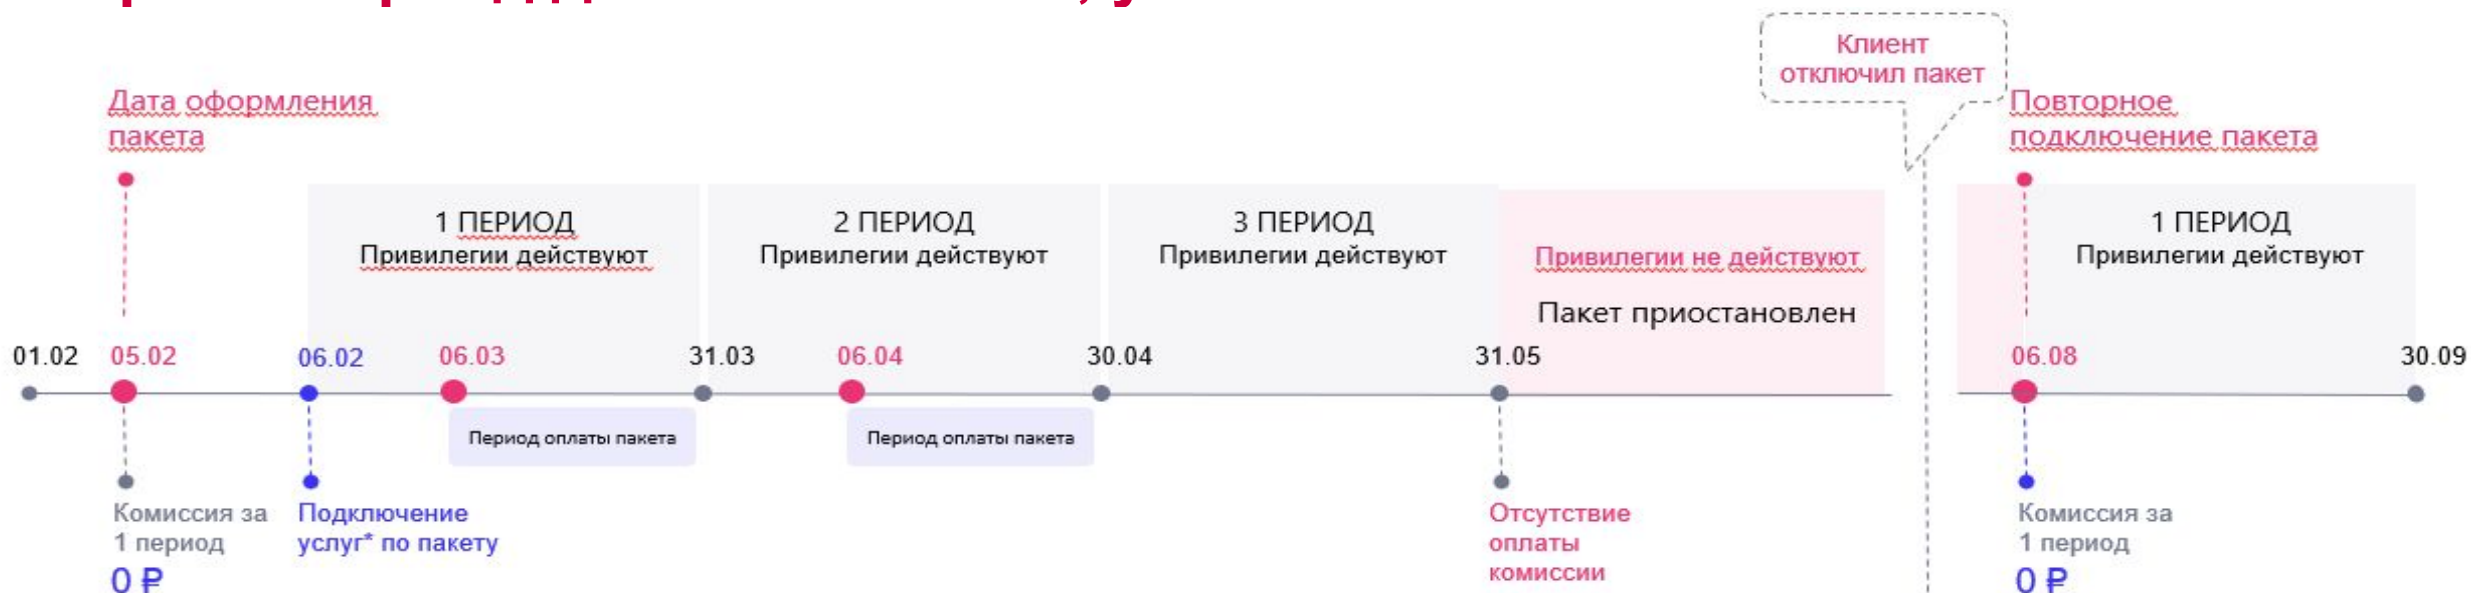 Клиент
отключил пакет
Дата оформления
пакета
Повторное
подключение пакета
1 ПЕРИОД
Привилегии действуют
2 ПЕРИОД
Привилегии действуют
3 ПЕРИОД
Привилегии действуют
Привилегии не действуют
Пакет приостановлен
1 ПЕРИОД
Привилегии действуют
01.02
05.02
06.02
06.03
31.03
06.04
30.04
31.05
06.08
30.09
Период оплаты пакета
Период оплаты пакета
Комиссия за
1 период
0 ₽
Подключение
услуг* по пакету
Отсутствие
оплаты
комиссии
Комиссия за
1 период
0 ₽